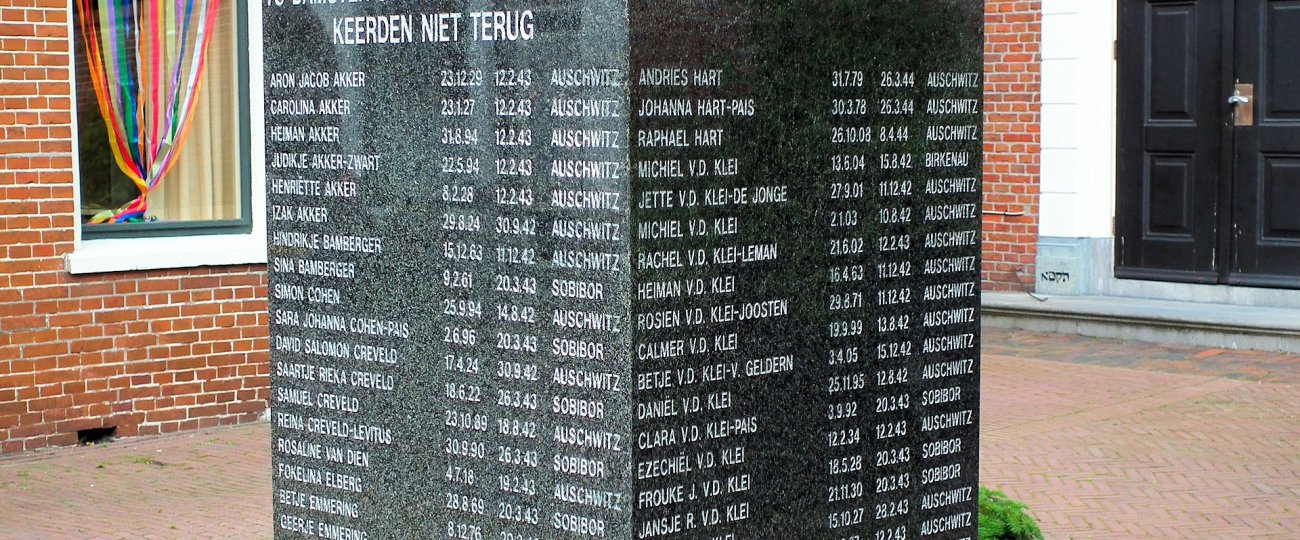 KEERDEN NIET TERUG
ARON JACOB AKKER 23.12.29 12.2.43 AUSCHWITZ
CAROLINA AKKER 23.1.27 12.2.43 AUSCHWITZ
HEIMAN AKKER 31.8.94 12.2.43 AUSCHWITZ
JUDIKJE AKKER-ZWART 22.5.94 12.2.43 AUSCHWITZ
HENRIETTE AKKER 8.2.28 12.2.43 AUSCHWITZ
IZAK AKKER 29.8.24 30.9.42 AUSCHWITZ
HINDRIKJE BAMBERGER 15.12.63 11.12.42 AUSCHWITZ
SINA BAMBERGER 9.2.61 20.3.43 SOBIBOR
SIMON COHEN 25.9.94 14.8.42 AUSCHWITZ
SARA JOHANNA COHEN-PAIS 2.6.96 20.3.43 SOBIBOR
DAVID SALOMON CREVELD 17.4.24 30.9.42 AUSCHWITZ
SAARTJE RIEKA CREVELD 18.6.22 26.3.43 SOBIBOR
SAMUEL CREVELD 23.10.89 18.8.42 AUSCHWITZ
REINA CREVELD-LEVITUS 30.9.90 26.3.43 SOBIBOR
ROSALINE VAN DIEN 4.7.18 19.2.43 AUSCHWITZ
FOKELINA ELBERG 28.8.69 20.3.43 SOBIBOR
BETJE EMMERING 8.12.76
GEERJE EMMERING
ANDRIES HART 31.7.79 26.3.44 AUSCHWITZ
JOHANNA HART-PAIS 30.3.78 26.3.44 AUSCHWITZ
RAPHAEL HART 26.10.08 8.4.44 AUSCHWITZ
MICHIEL V.D. KLEI 13.6.04 15.8.42 BIRKENAU
JETTE V.D. KLEI-DE JONGE 27.9.01 11.12.42 AUSCHWITZ
MICHIEL V.D. KLEI 2.1.03 10.8.42 AUSCHWITZ
RACHEL V.D. KLEI-LEMAN 21.6.02 12.2.43 AUSCHWITZ
HEIMAN V.D. KLEI 16.4.63 11.12.42 AUSCHWITZ
ROSIEN V.D. KLEI-JOOSTEN 29.8.71 11.12.42 AUSCHWITZ
CALMER V.D. KLEI 19.9.99 13.8.42 AUSCHWITZ
BETJE V.D. KLEI-V. GELDERN 3.4.05 15.12.42 AUSCHWITZ
DANIËL V.D. KLEI 25.11.95 12.8.42 AUSCHWITZ
CLARA V.D. KLEI-PAIS 3.9.92 20.3.43 SOBIBOR
EZECHIËL V.D. KLEI 12.2.34 12.2.43 AUSCHWITZ
FROUKE J. V.D. KLEI 18.5.28 20.3.43 SOBIBOR
JANSJE R. V.D. KLEI 21.11.30 20.3.43 SOBIBOR
15.10.27 28.2.43 AUSCHWITZ
12.2.43 AUSCHWITZ
תקסא